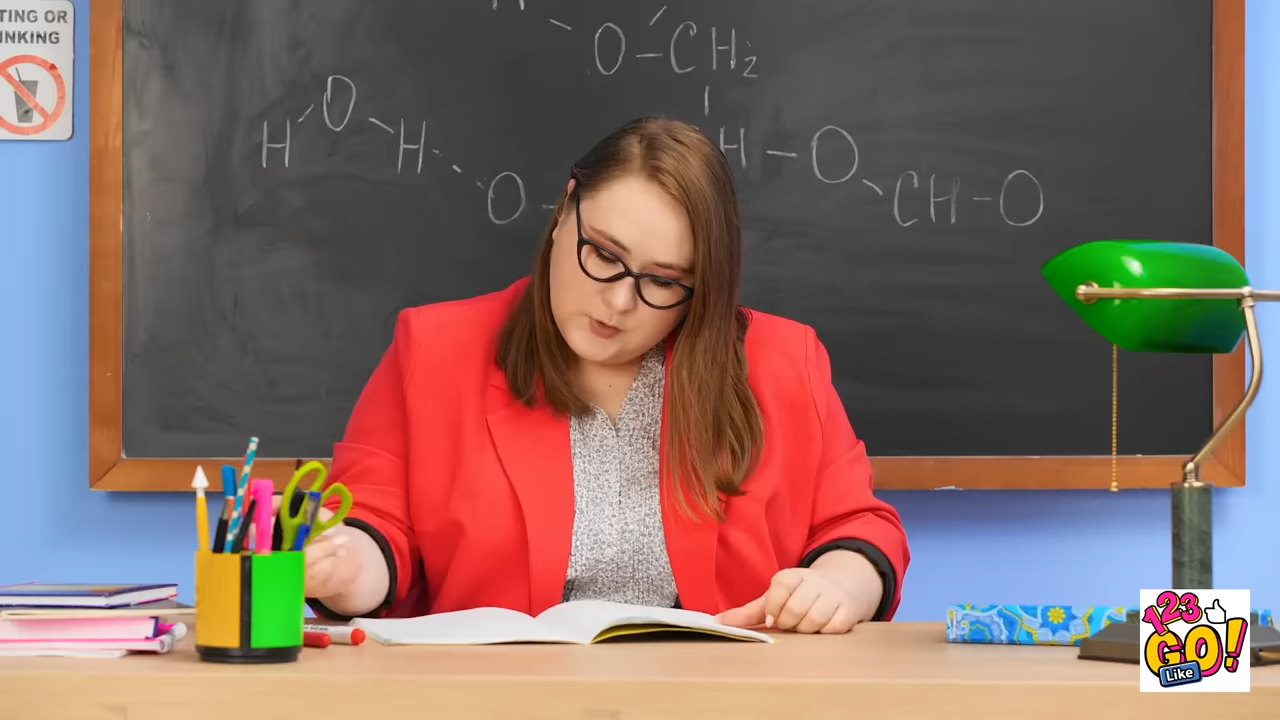 TING OR
INKING
O-CH₂
O
H H
H-O
O-
CH-O
123
GO!
Like